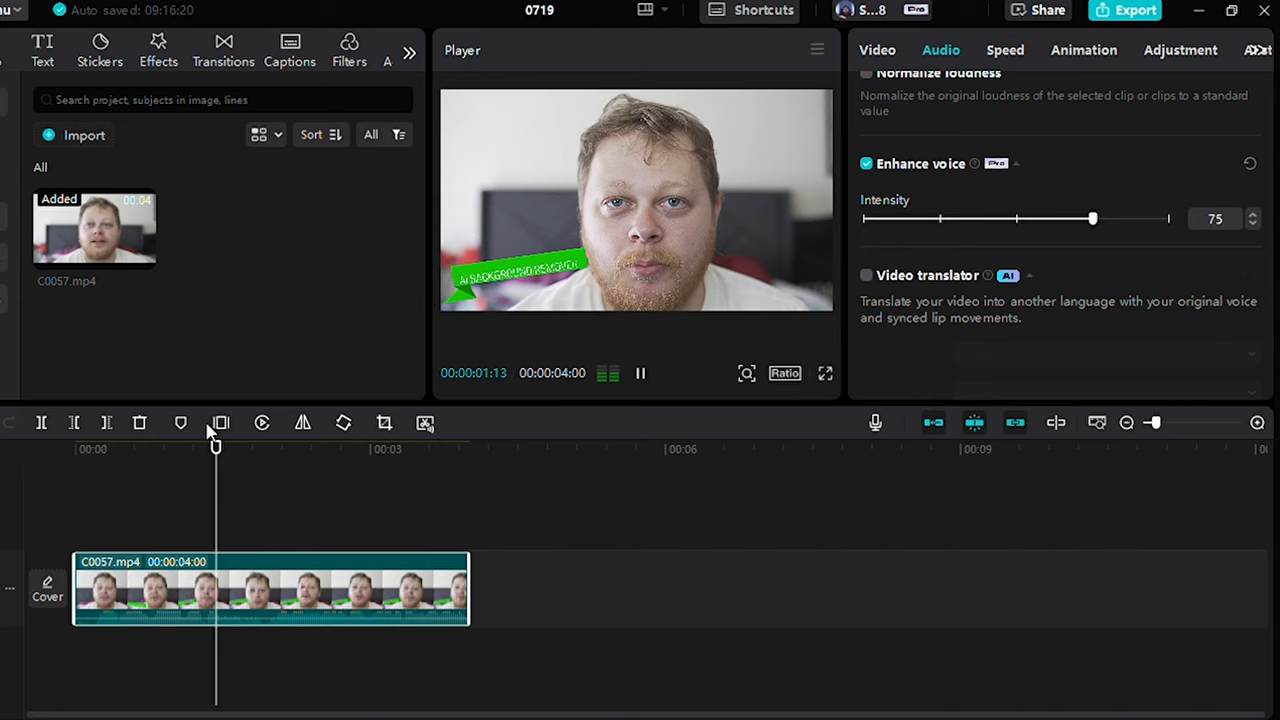 Auto saved: 09:16:20
0719
Shortcuts
S...8 Pro
Share
Export
Text
Stickers
Effects
Transitions
Captions
Filters
Search project, subjects in image, lines
Import
Sort
All
All
Added
00:04
C0057.mp4
Player
AI BACKGROUND REMOVER
00:00:01:13
00:00:04:00
Ratio
Video
Audio
Speed
Animation
Adjustment
Normalize loudness
Normalize the original loudness of the selected clip or clips to a standard
value
Enhance voice Pro
Intensity
75
Video translator AI
Translate your video into another language with your original voice
and synced lip movements.
00:00
00:03
00:06
00:09
C0057.mp4 00:00:04:00
Cover